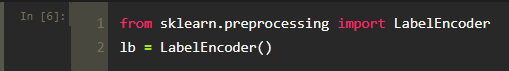 In [6]:
1 from sklearn.preprocessing import LabelEncoder
2 lb = LabelEncoder()